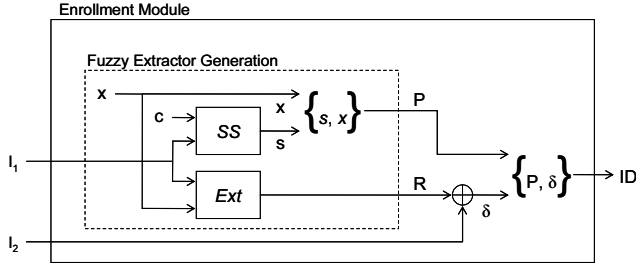 Enrollment Module
Fuzzy Extractor Generation
x
x
c
SS
s
{s, x}
P
I1
Ext
R
δ
{P, δ}
ID
I2